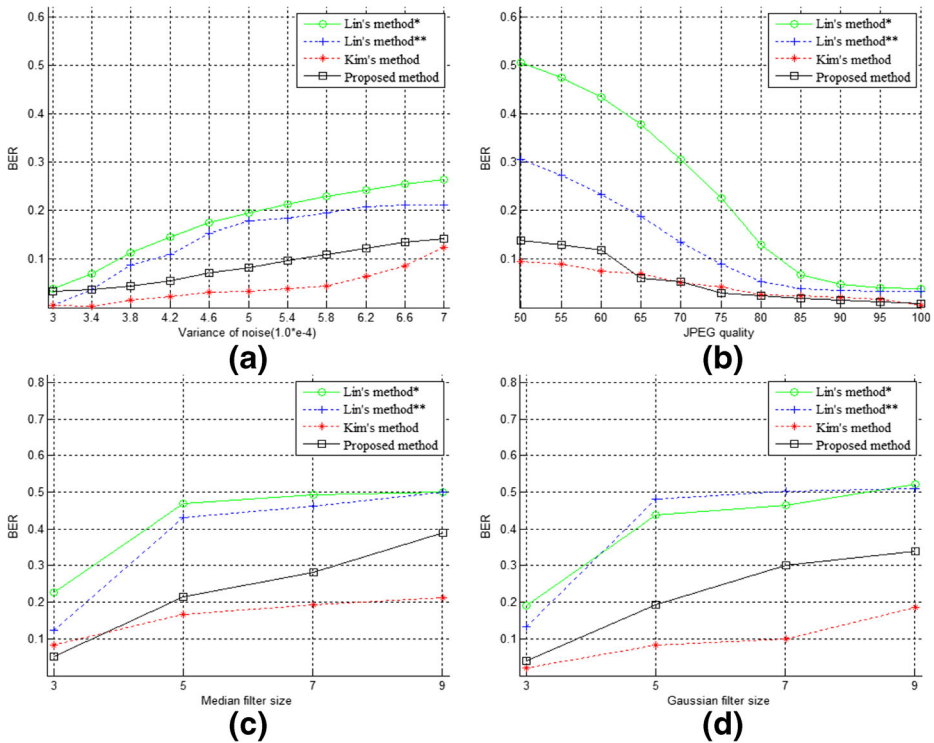 0.6
0.5
0.4
0.3
0.2
0.1
BER
Lin's method*
Lin's method**
Kim's method
Proposed method
3 3.4 3.8 4.2 4.6 5 5.4 5.8 6.2 6.6 7
Variance of noise(1.0*e-4)
(a)
0.6
0.5
0.4
0.3
0.2
0.1
BER
Lin's method*
Lin's method**
Kim's method
Proposed method
50 55 60 65 70 75 80 85 90 95 100
JPEG quality
(b)
0.8
0.7
0.6
0.5
0.4
0.3
0.2
0.1
BER
Lin's method*
Lin's method**
Kim's method
Proposed method
3 5 7 9
Median filter size
(c)
0.8
0.7
0.6
0.5
0.4
0.3
0.2
0.1
BER
Lin's method*
Lin's method**
Kim's method
Proposed method
3 5 7 9
Gaussian filter size
(d)